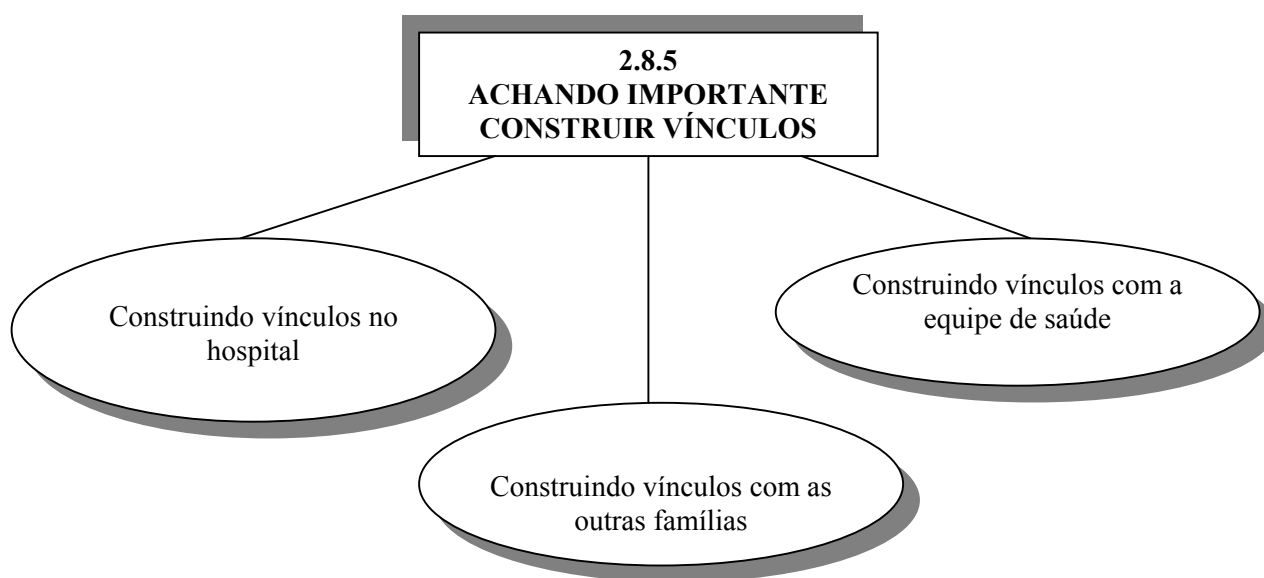 2.8.5
ACHANDO IMPORTANTE
CONSTRUIR VÍNCULOS
Construindo vínculos no
hospital
Construindo vínculos com as
outras famílias
Construindo vínculos com a
equipe de saúde